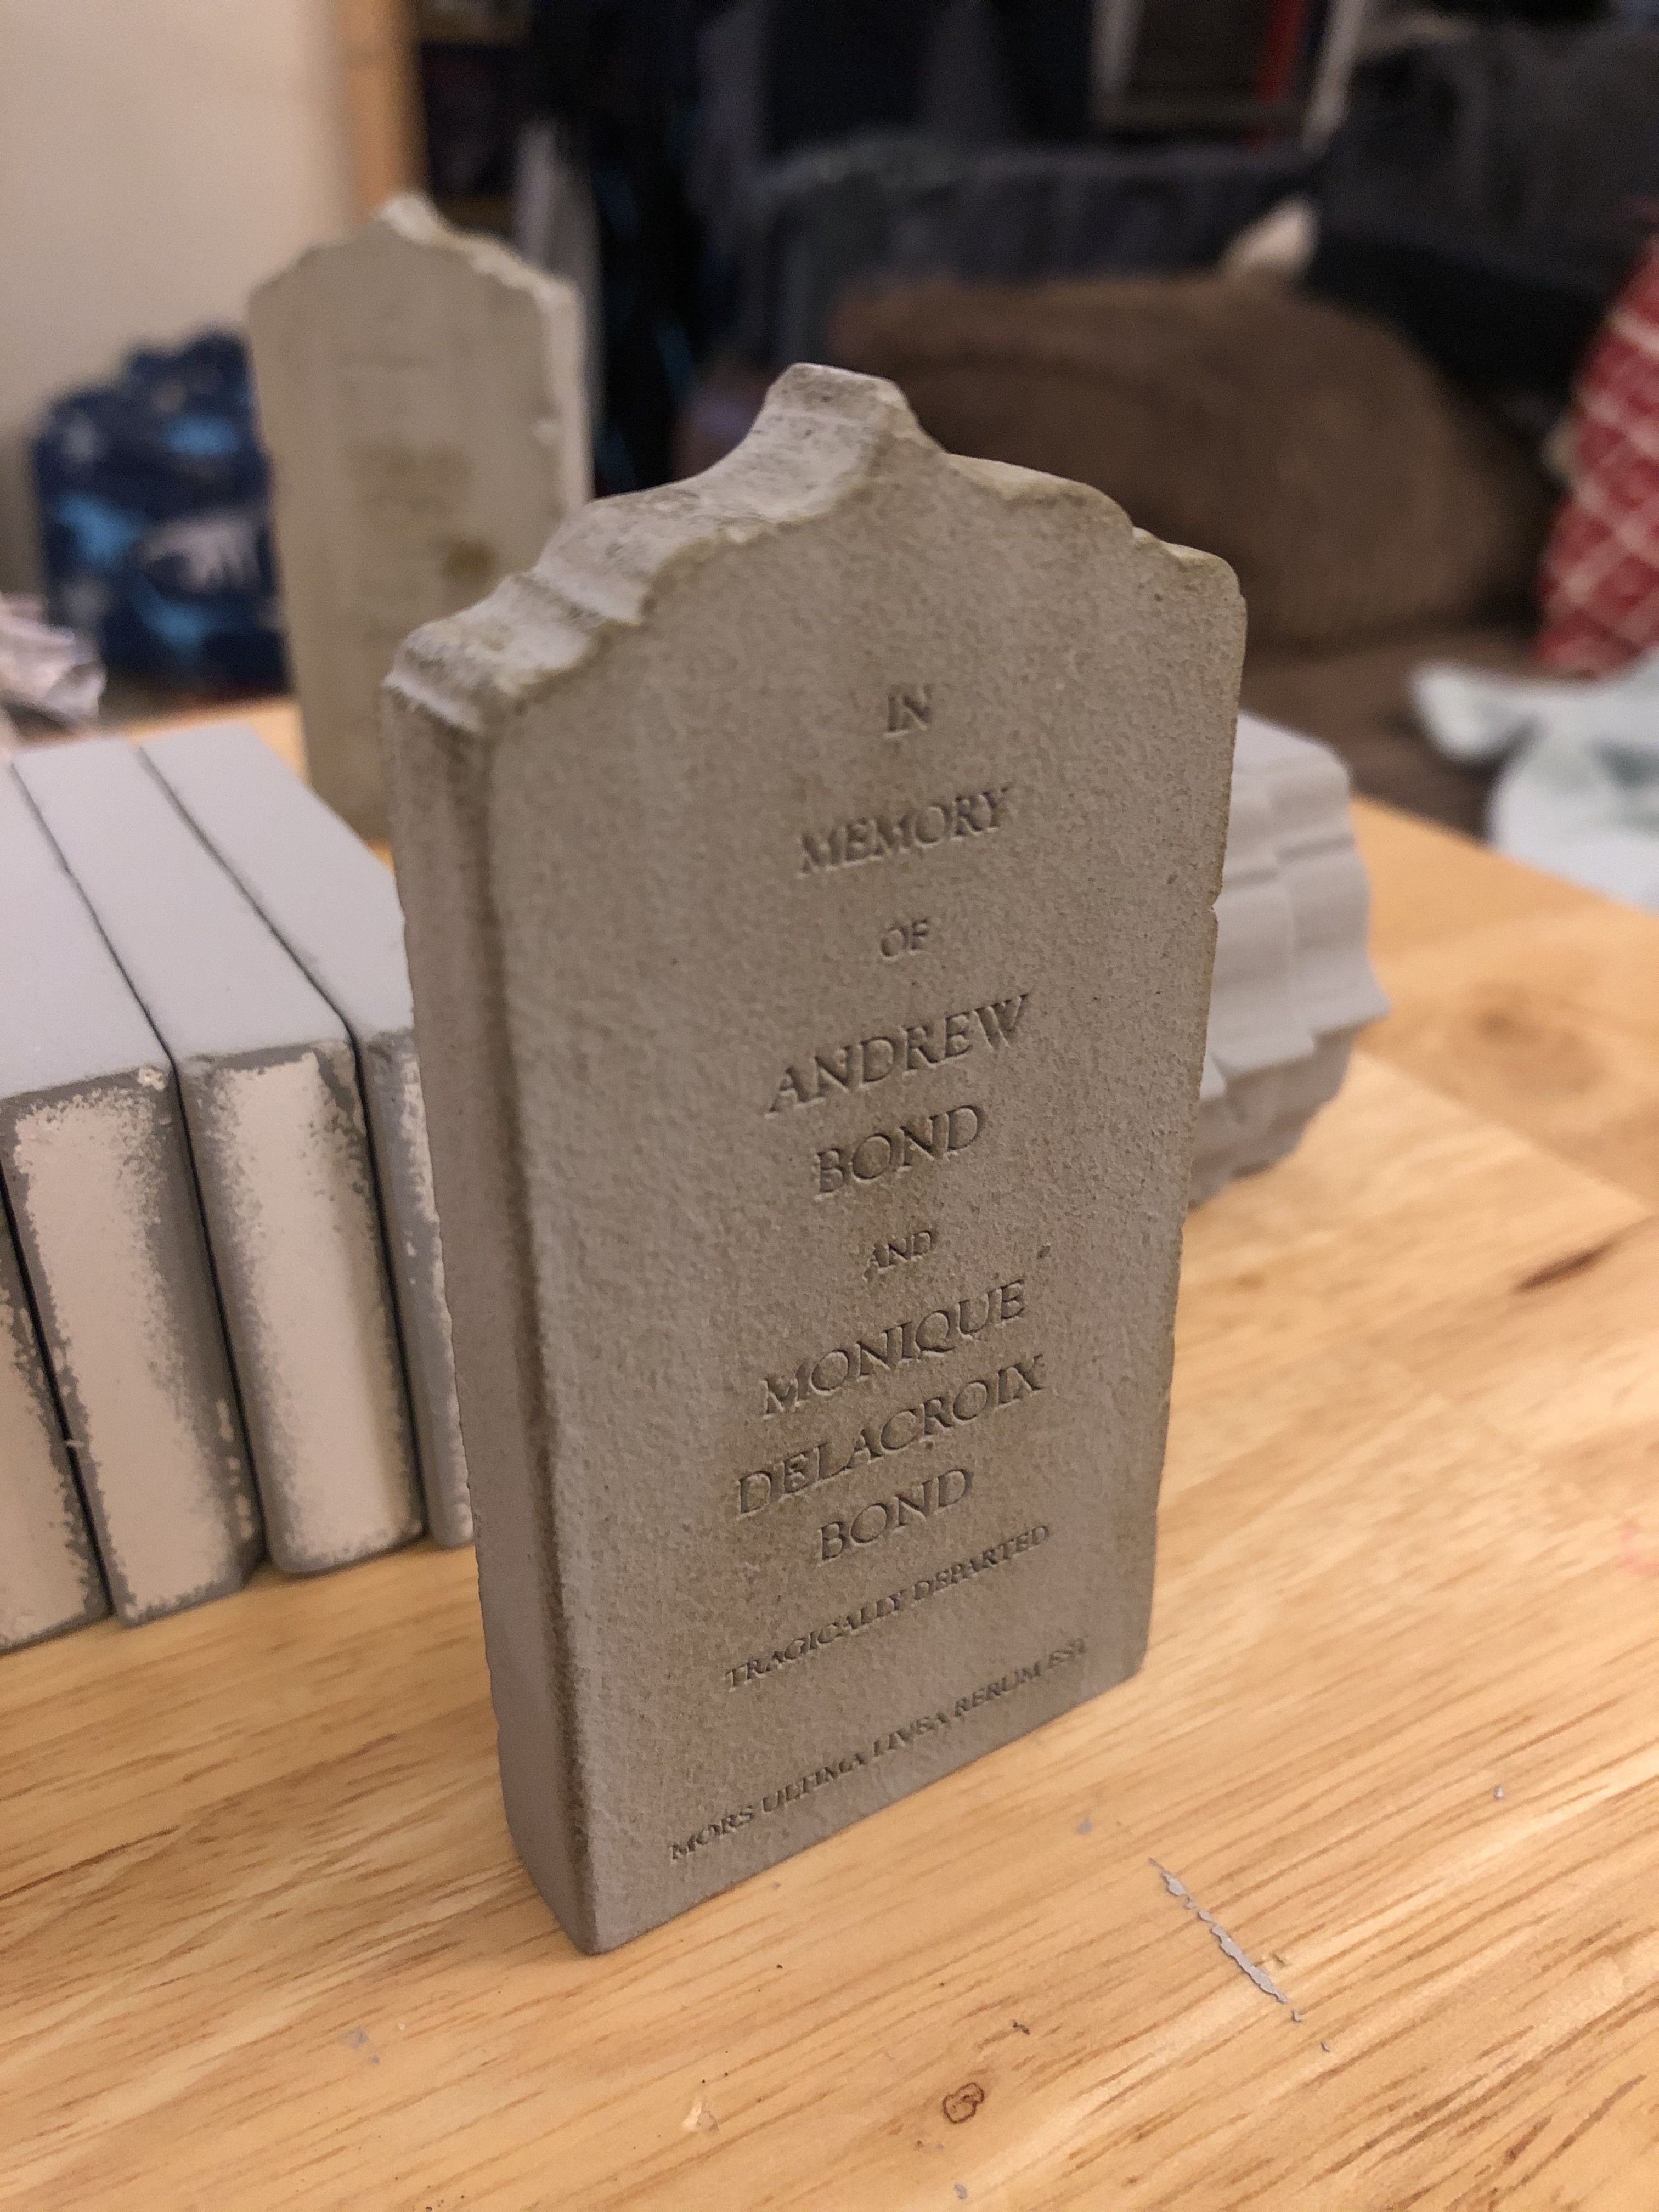 IN
MEMORY
OF
ANDREW
BOND
AND
MONIQUE
DELACROIX
BOND
TRAGICALLY DEPARTED
MORS ULTIMA LINEA RERUM EST